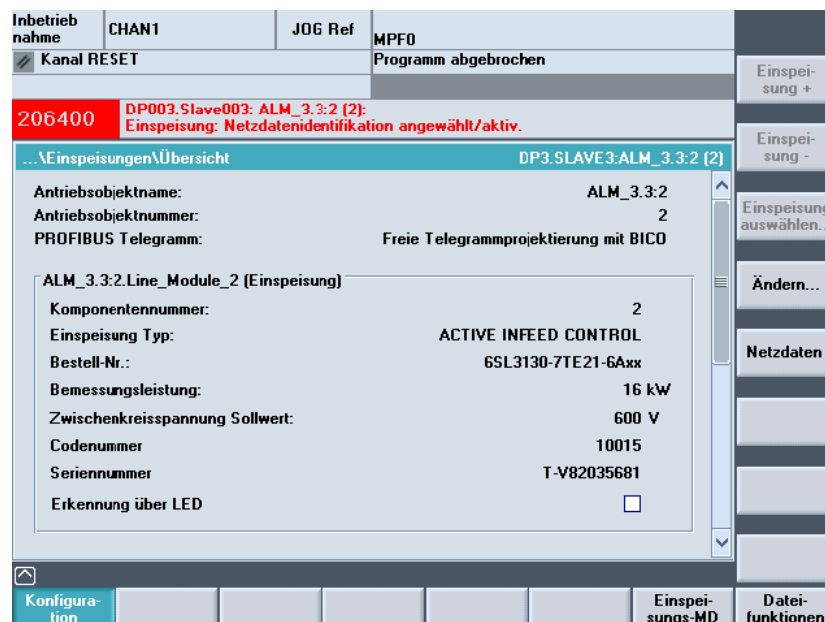 Inbetrieb
nahme
CHAN1
JOG Ref
MPF0
Kanal RESET
Programm abgebrochen
206400
DP003.Slave003: ALM_3.3:2 (2):
Einspeisung: Netzdatenidentifikation angewählt/aktiv.
...\Einspeisungen\Übersicht
DP3.SLAVE3:ALM_3.3:2 (2)
Antriebsobjektname:
ALM_3.3:2
Antriebsobjektnummer:
2
PROFIBUS Telegramm:
Freie Telegrammprojektierung mit BICO
ALM_3.3:2.Line_Module_2 (Einspeisung)
Komponentennummer:
2
Einspeisung Typ:
ACTIVE INFEED CONTROL
Bestell-Nr.:
6SL3130-7TE21-6Axx
Bemessungsleistung:
16 kW
Zwischenkreisspannung Sollwert:
600 V
Codenummer
10015
Seriennummer
T-V82035681
Erkennung über LED
Einspei-
sung +
Einspei-
sung -
Einspeisung
auswählen..
Ändern...
Netzdaten
Konfigura-
tion
Einspei-
sungs-MD
Datei-
funktionen